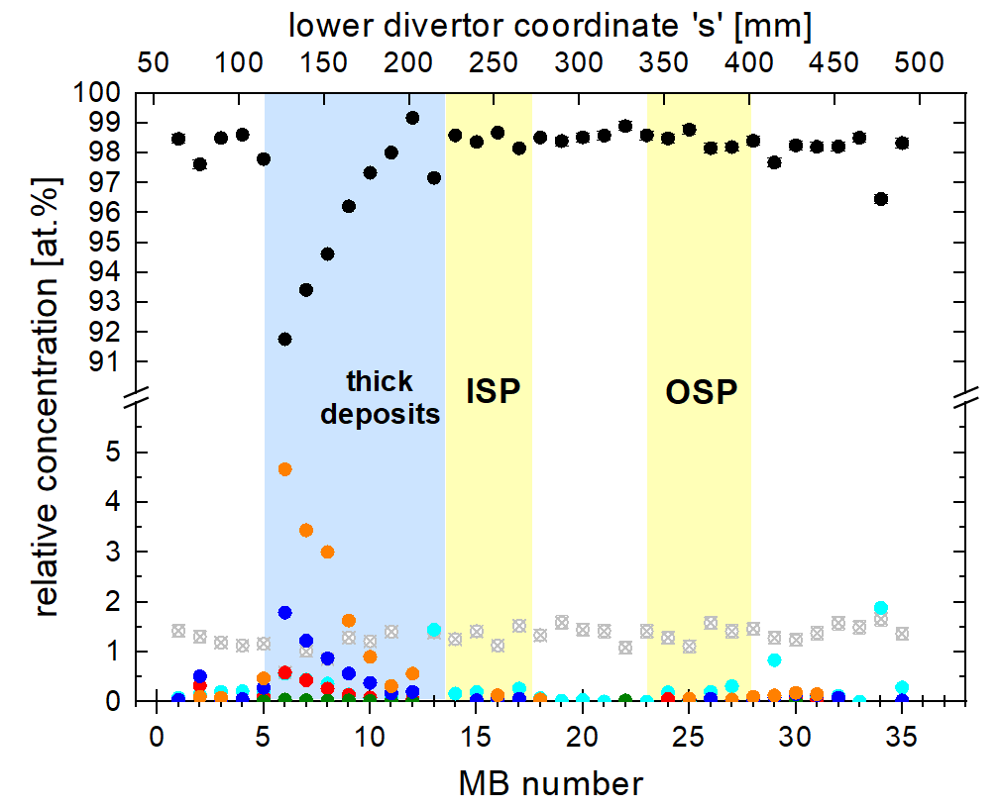 lower divertor coordinate 's' [mm]
50 100 150 200 250 300 350 400 450 500
relative concentration [at.%]
100
99
98
97
96
95
94
93
92
91
thick
deposits
ISP
OSP
5
4
3
2
1
0
0 5 10 15 20 25 30 35
MB number